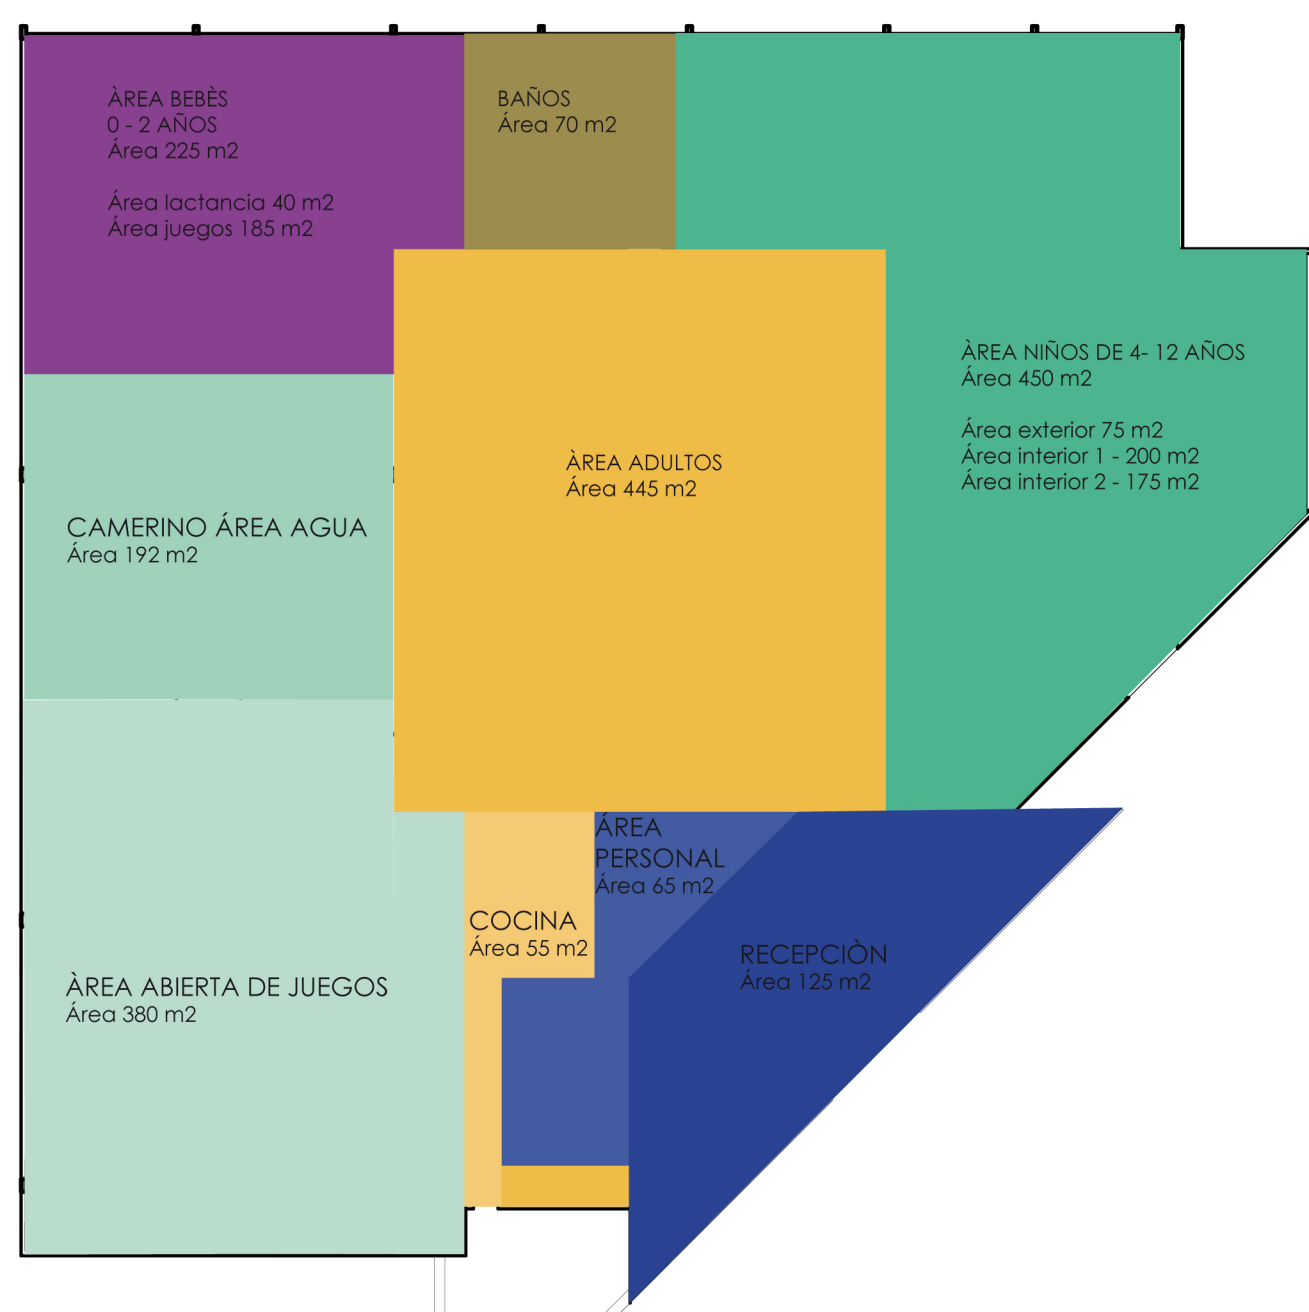 ÀREA BEBÈS
0 - 2 AÑOS
Área 225 m2
Área lactancia 40 m2
Área juegos 185 m2
BAÑOS
Área 70 m2
ÀREA NIÑOS DE 4- 12 AÑOS
Área 450 m2
Área exterior 75 m2
Área interior 1 - 200 m2
Área interior 2 - 175 m2
ÀREA ADULTOS
Área 445 m2
CAMERINO ÁREA AGUA
Área 192 m2
ÁREA
PERSONAL
Área 65 m2
COCINA
Área 55 m2
RECEPCIÒN
Área 125 m2
ÀREA ABIERTA DE JUEGOS
Área 380 m2